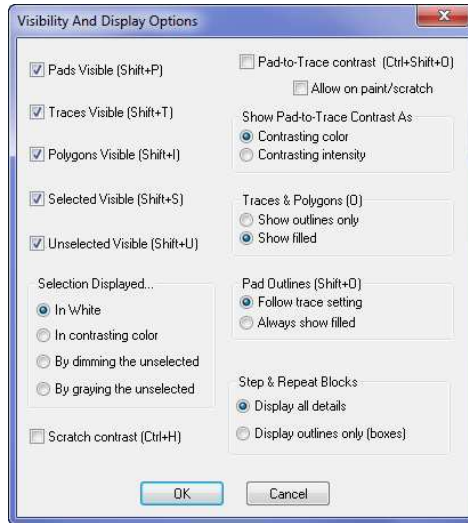 Visibility And Display Options
Pads Visible (Shift+P)
Traces Visible (Shift+T)
Polygons Visible (Shift+I)
Selected Visible (Shift+S)
Unselected Visible (Shift+U)
Selection Displayed...
In White
In contrasting color
By dimming the unselected
By graying the unselected
Scratch contrast (Ctrl+H)
Pad-to-Trace contrast (Ctrl+Shift+O)
Allow on paint/scratch
Show Pad-to-Trace Contrast As
Contrasting color
Contrasting intensity
Traces & Polygons (O)
Show outlines only
Show filled
Pad Outlines (Shift+O)
Follow trace setting
Always show filled
Step & Repeat Blocks
Display all details
Display outlines only (boxes)
OK
Cancel